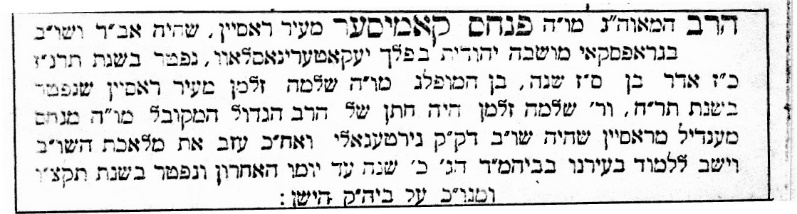 הרב המאוה"נ מו"ה פנחס קאמיסער מעיר ראסיין, שהיה אב"ד ושו"ב
בגראפסקאי מושבה יהודית בפלך יעקאטערינאסלאוו, נפטר בשנת תרנ"ז
כ"ז אדר בן ס"ז שנה, בן המופלג מו"ה שלמה זלמן מעיר ראסיין שנפטר
בשנת תר"ח, ור' שלמה זלמן היה חתן של הרב הגדול המקובל מו"ה מנחם
מענדיל מראסיין שהיה שו"ב דק"ק גירטעגאלי ואח"כ עזב את מלאכת השו"ב
וישב ללמוד בעירנו בביהמ"ד הג' כ' שנה עד יומו האחרון ונפטר בשנת תקצ"ו
ומנו"כ על ביה"ק הישן: